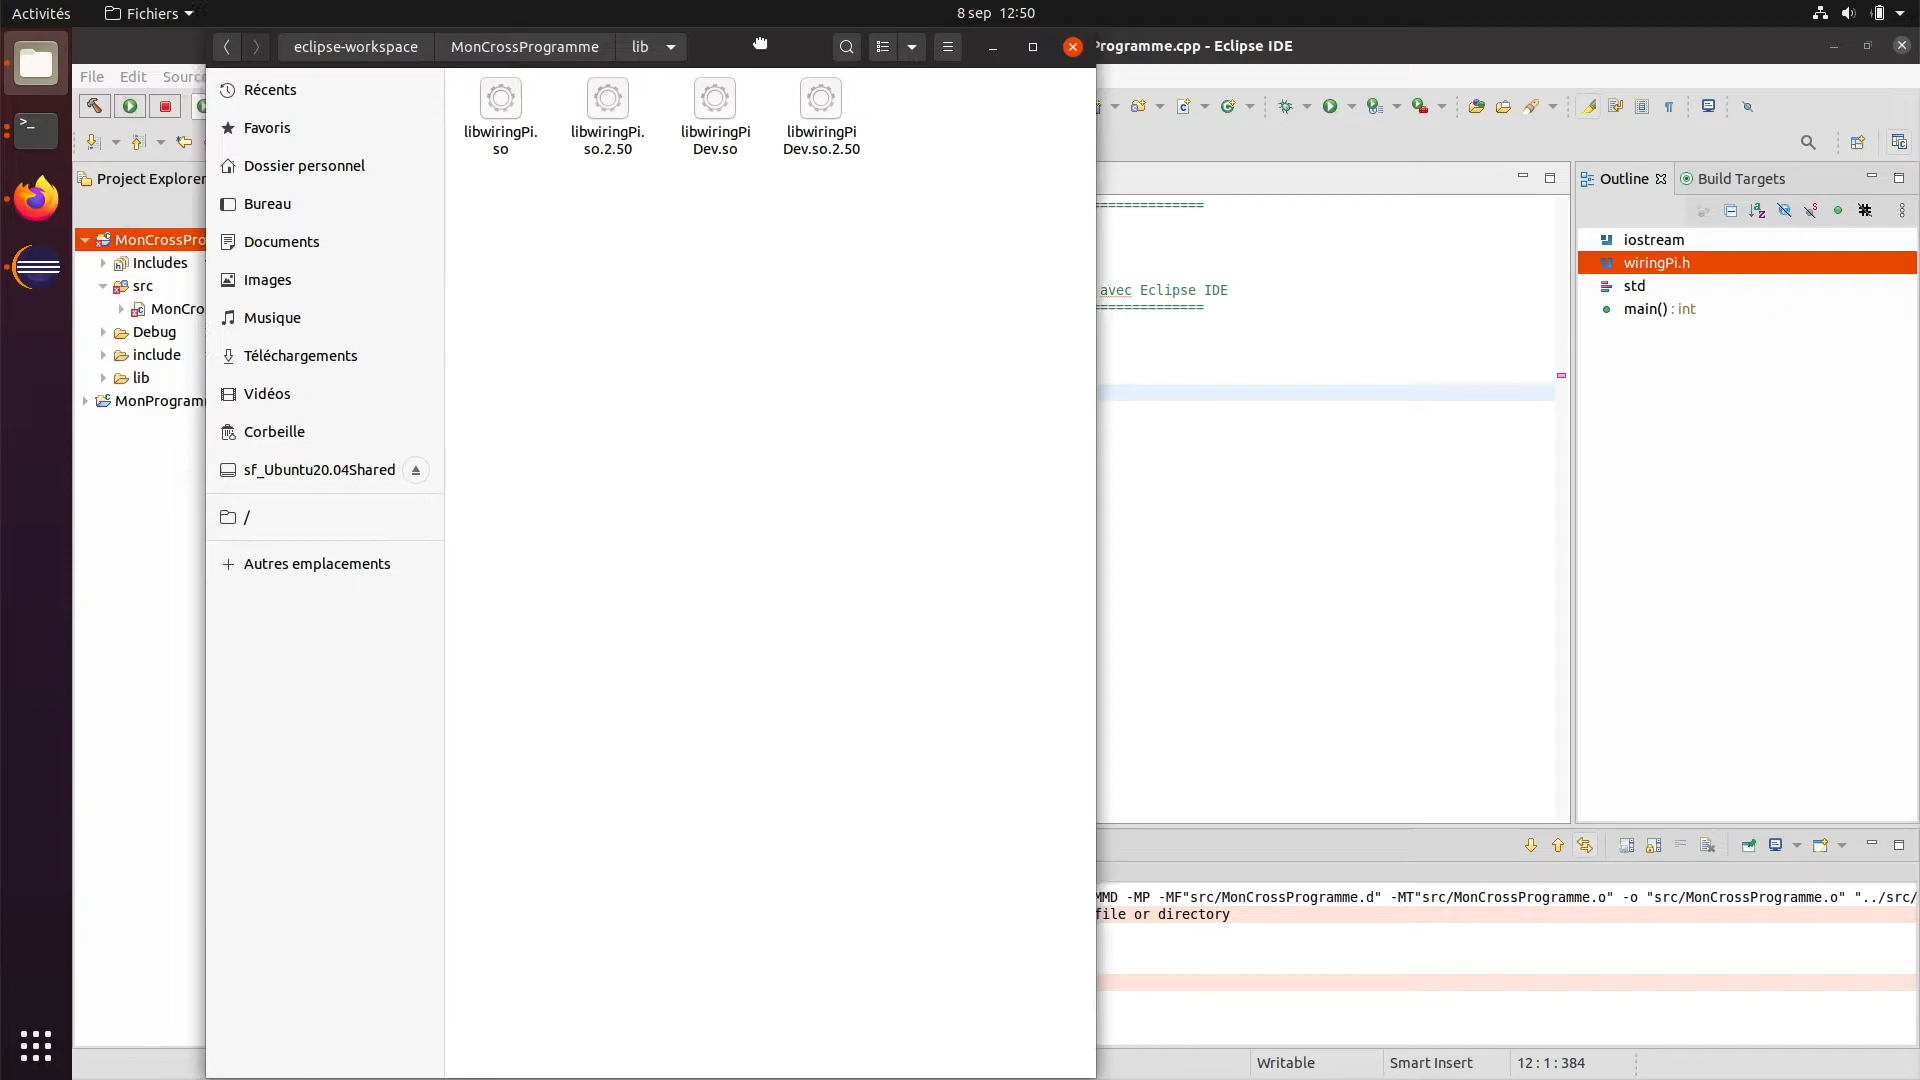 Activités
Fichiers
8 sep 12:50
eclipse-workspace
MonCrossProgramme
lib
Programme.cpp - Eclipse IDE
File Edit Sourc
Récents
Favoris
Dossier personnel
Bureau
Documents
Images
Musique
Téléchargements
Vidéos
Corbeille
sf_Ubuntu20.04Shared
/
+ Autres emplacements
libwiringPi.
so
libwiringPi.
so.2.50
libwiringPi
Dev.so
libwiringPi
Dev.so.2.50
Project Explorer
MonCrossPro
Includes
src
MonCro
Debug
include
lib
MonProgramm
==============
avec Eclipse IDE
==============
Outline
Build Targets
iostream
wiringPi.h
std
main() : int
MMD -MP -MF"src/MonCrossProgramme.d" -MT"src/MonCrossProgramme.o" -o "src/MonCrossProgramme.o" "../src/
file or directory
Writable
Smart Insert
12 : 1 : 384